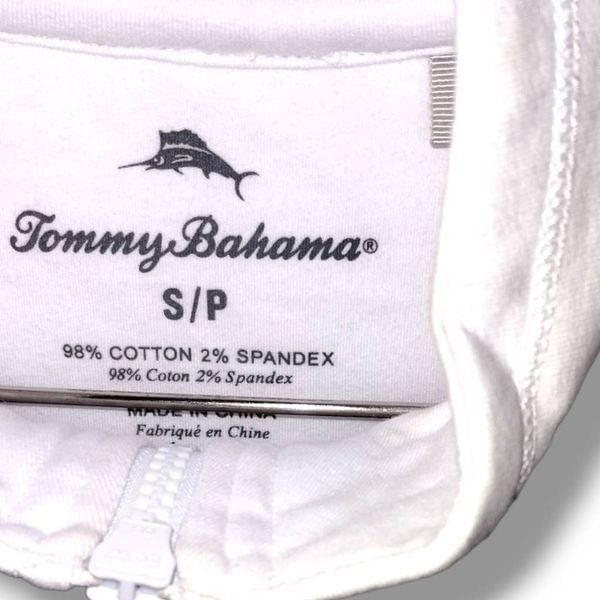 Tommy Bahama®
S/P
98% COTTON 2% SPANDEX
98% Coton 2% Spandex
MADE IN CHINA
Fabriqué en Chine